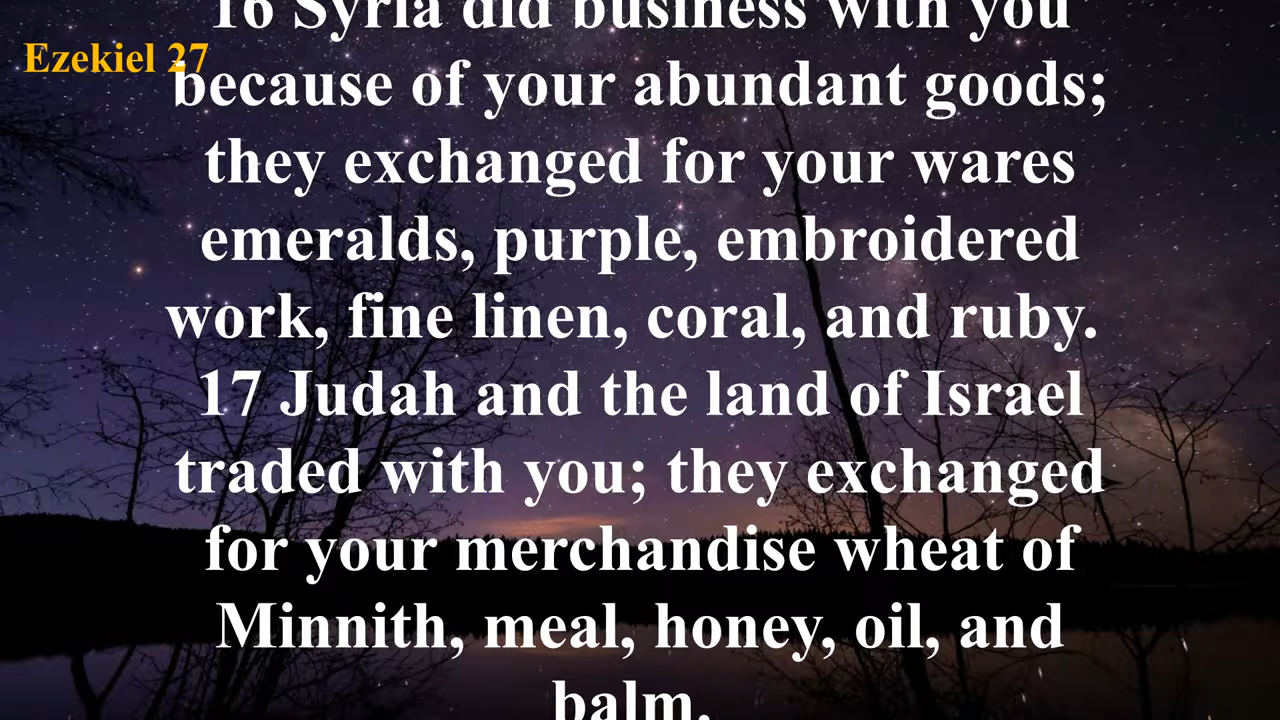 16 Syria did business with you
Ezekiel 27
because of your abundant goods;
they exchanged for your wares
emeralds, purple, embroidered
work, fine linen, coral, and ruby.
17 Judah and the land of Israel
traded with you; they exchanged
for your merchandise wheat of
Minnith, meal, honey, oil, and
balm.